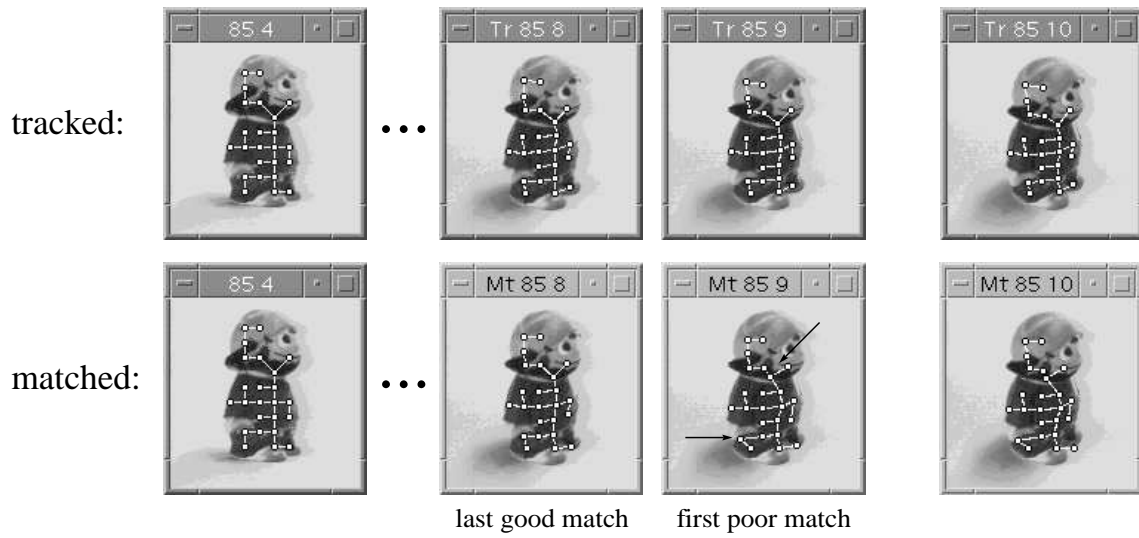 85 4
Tr 85 8
Tr 85 9
Tr 85 10
tracked:
...
85 4
Mt 85 8
Mt 85 9
Mt 85 10
matched:
...
last good match
first poor match